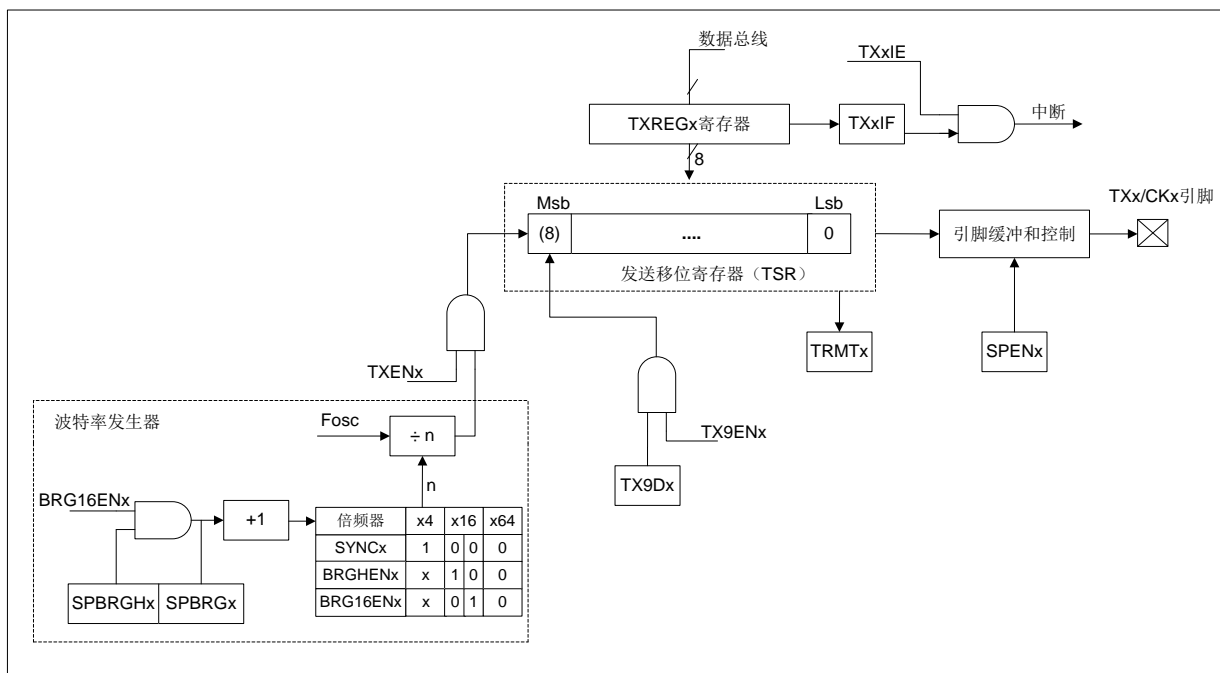 数据总线
TXxIE
TXREGx寄存器
TXxIF
中断
8
Msb
Lsb
TXx/CKx引脚
(8)
....
0
引脚缓冲和控制
发送移位寄存器（TSR）
TRMTx
SPENx
TXENx
TX9ENx
TX9Dx
波特率发生器
Fosc
÷ n
n
BRG16ENx
+1
倍频器 x4 x16 x64
SYNCx 1 0 0 0
BRGHENx x 1 0 0
BRG16ENx x 0 1 0
SPBRGHx SPBRGx